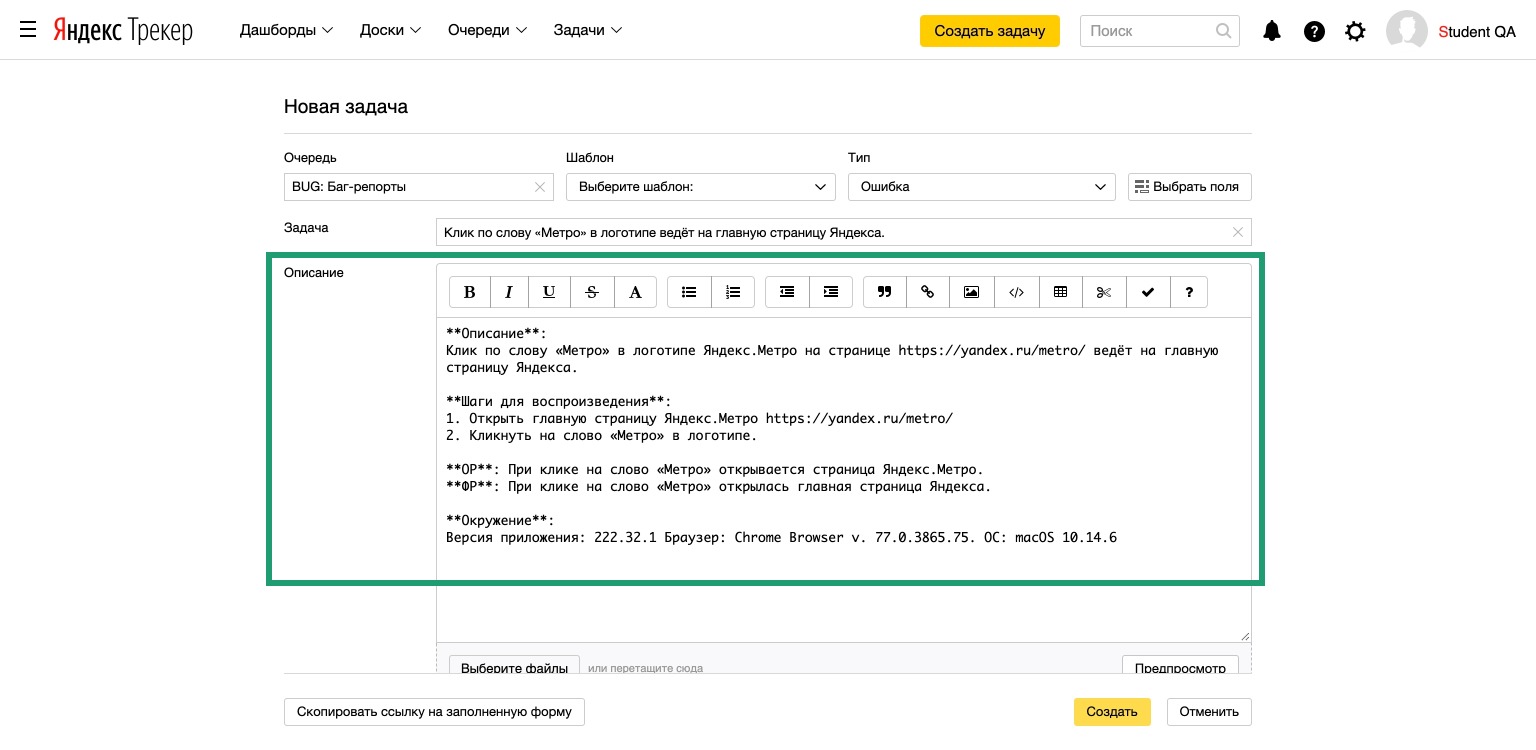 Яндекс Трекер Дашборды Доски Очереди Задачи Создать задачу Поиск Student QA
Новая задача
Очередь Шаблон Тип
BUG: Баг-репорты Выберите шаблон: Ошибка Выбрать поля
Задача Клик по слову «Метро» в логотипе ведёт на главную страницу Яндекса.
Описание
B I U S A </> ?
**Описание**:
Клик по слову «Метро» в логотипе Яндекс.Метро на странице https://yandex.ru/metro/ ведёт на главную
страницу Яндекса.
**Шаги для воспроизведения**:
1. Открыть главную страницу Яндекс.Метро https://yandex.ru/metro/
2. Кликнуть на слово «Метро» в логотипе.
**ОР**: При клике на слово «Метро» открывается страница Яндекс.Метро.
**ФР**: При клике на слово «Метро» открылась главная страница Яндекса.
**Окружение**:
Версия приложения: 222.32.1 Браузер: Chrome Browser v. 77.0.3865.75. ОС: macOS 10.14.6
Выберите файлы или перетащите сюда Предпросмотр
Скопировать ссылку на заполненную форму Создать Отменить